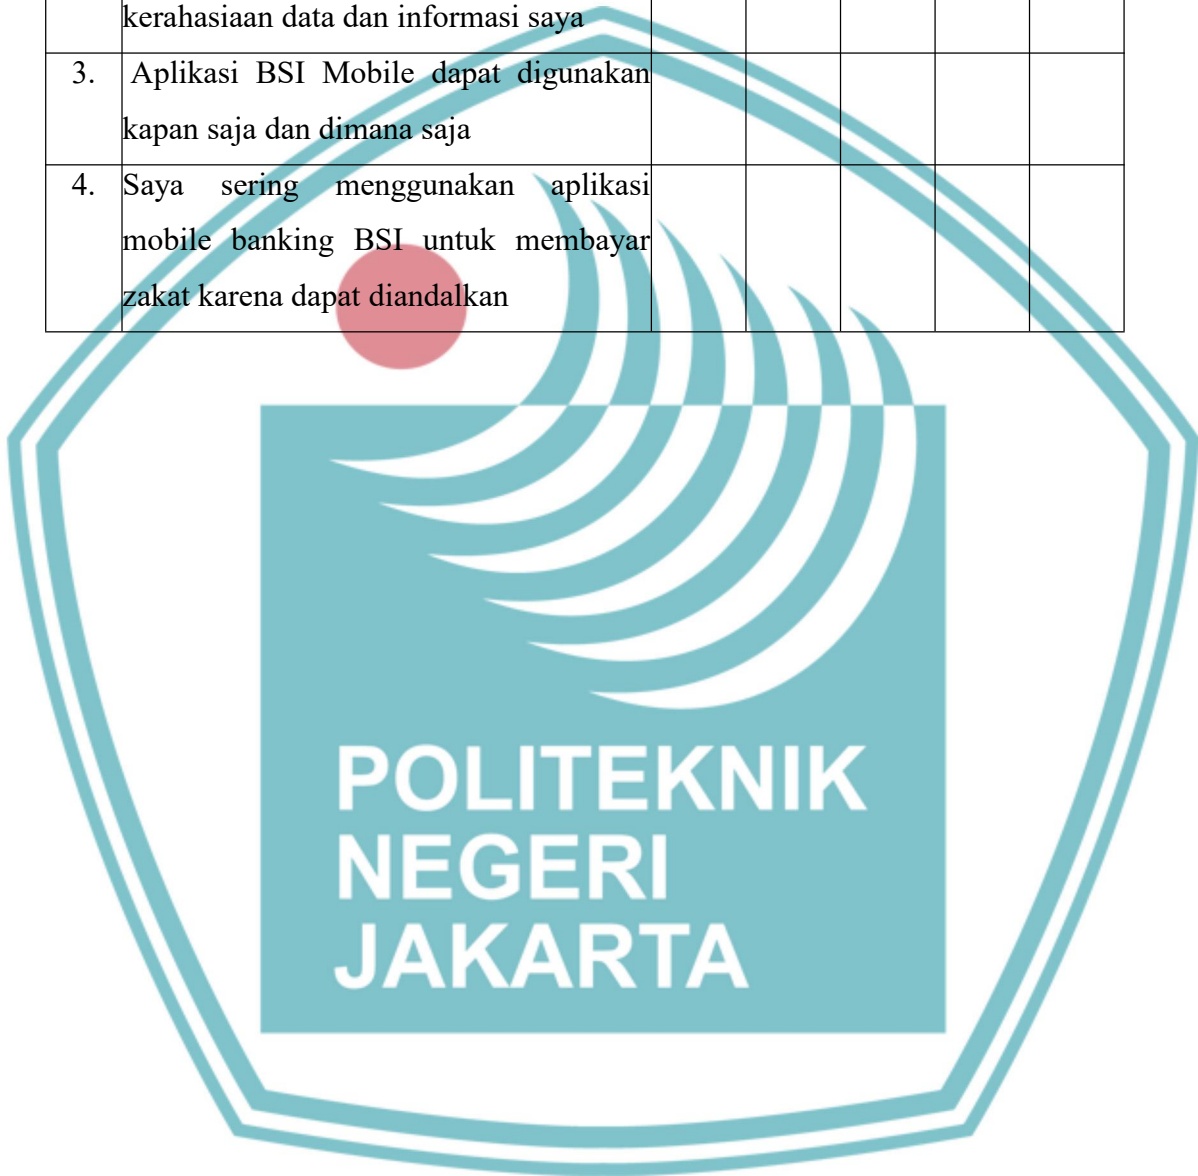 kerahasiaan data dan informasi saya
3. Aplikasi BSI Mobile dapat digunakan
kapan saja dan dimana saja
4. Saya sering menggunakan aplikasi
mobile banking BSI untuk membayar
zakat karena dapat diandalkan
POLITEKNIK
NEGERI
JAKARTA